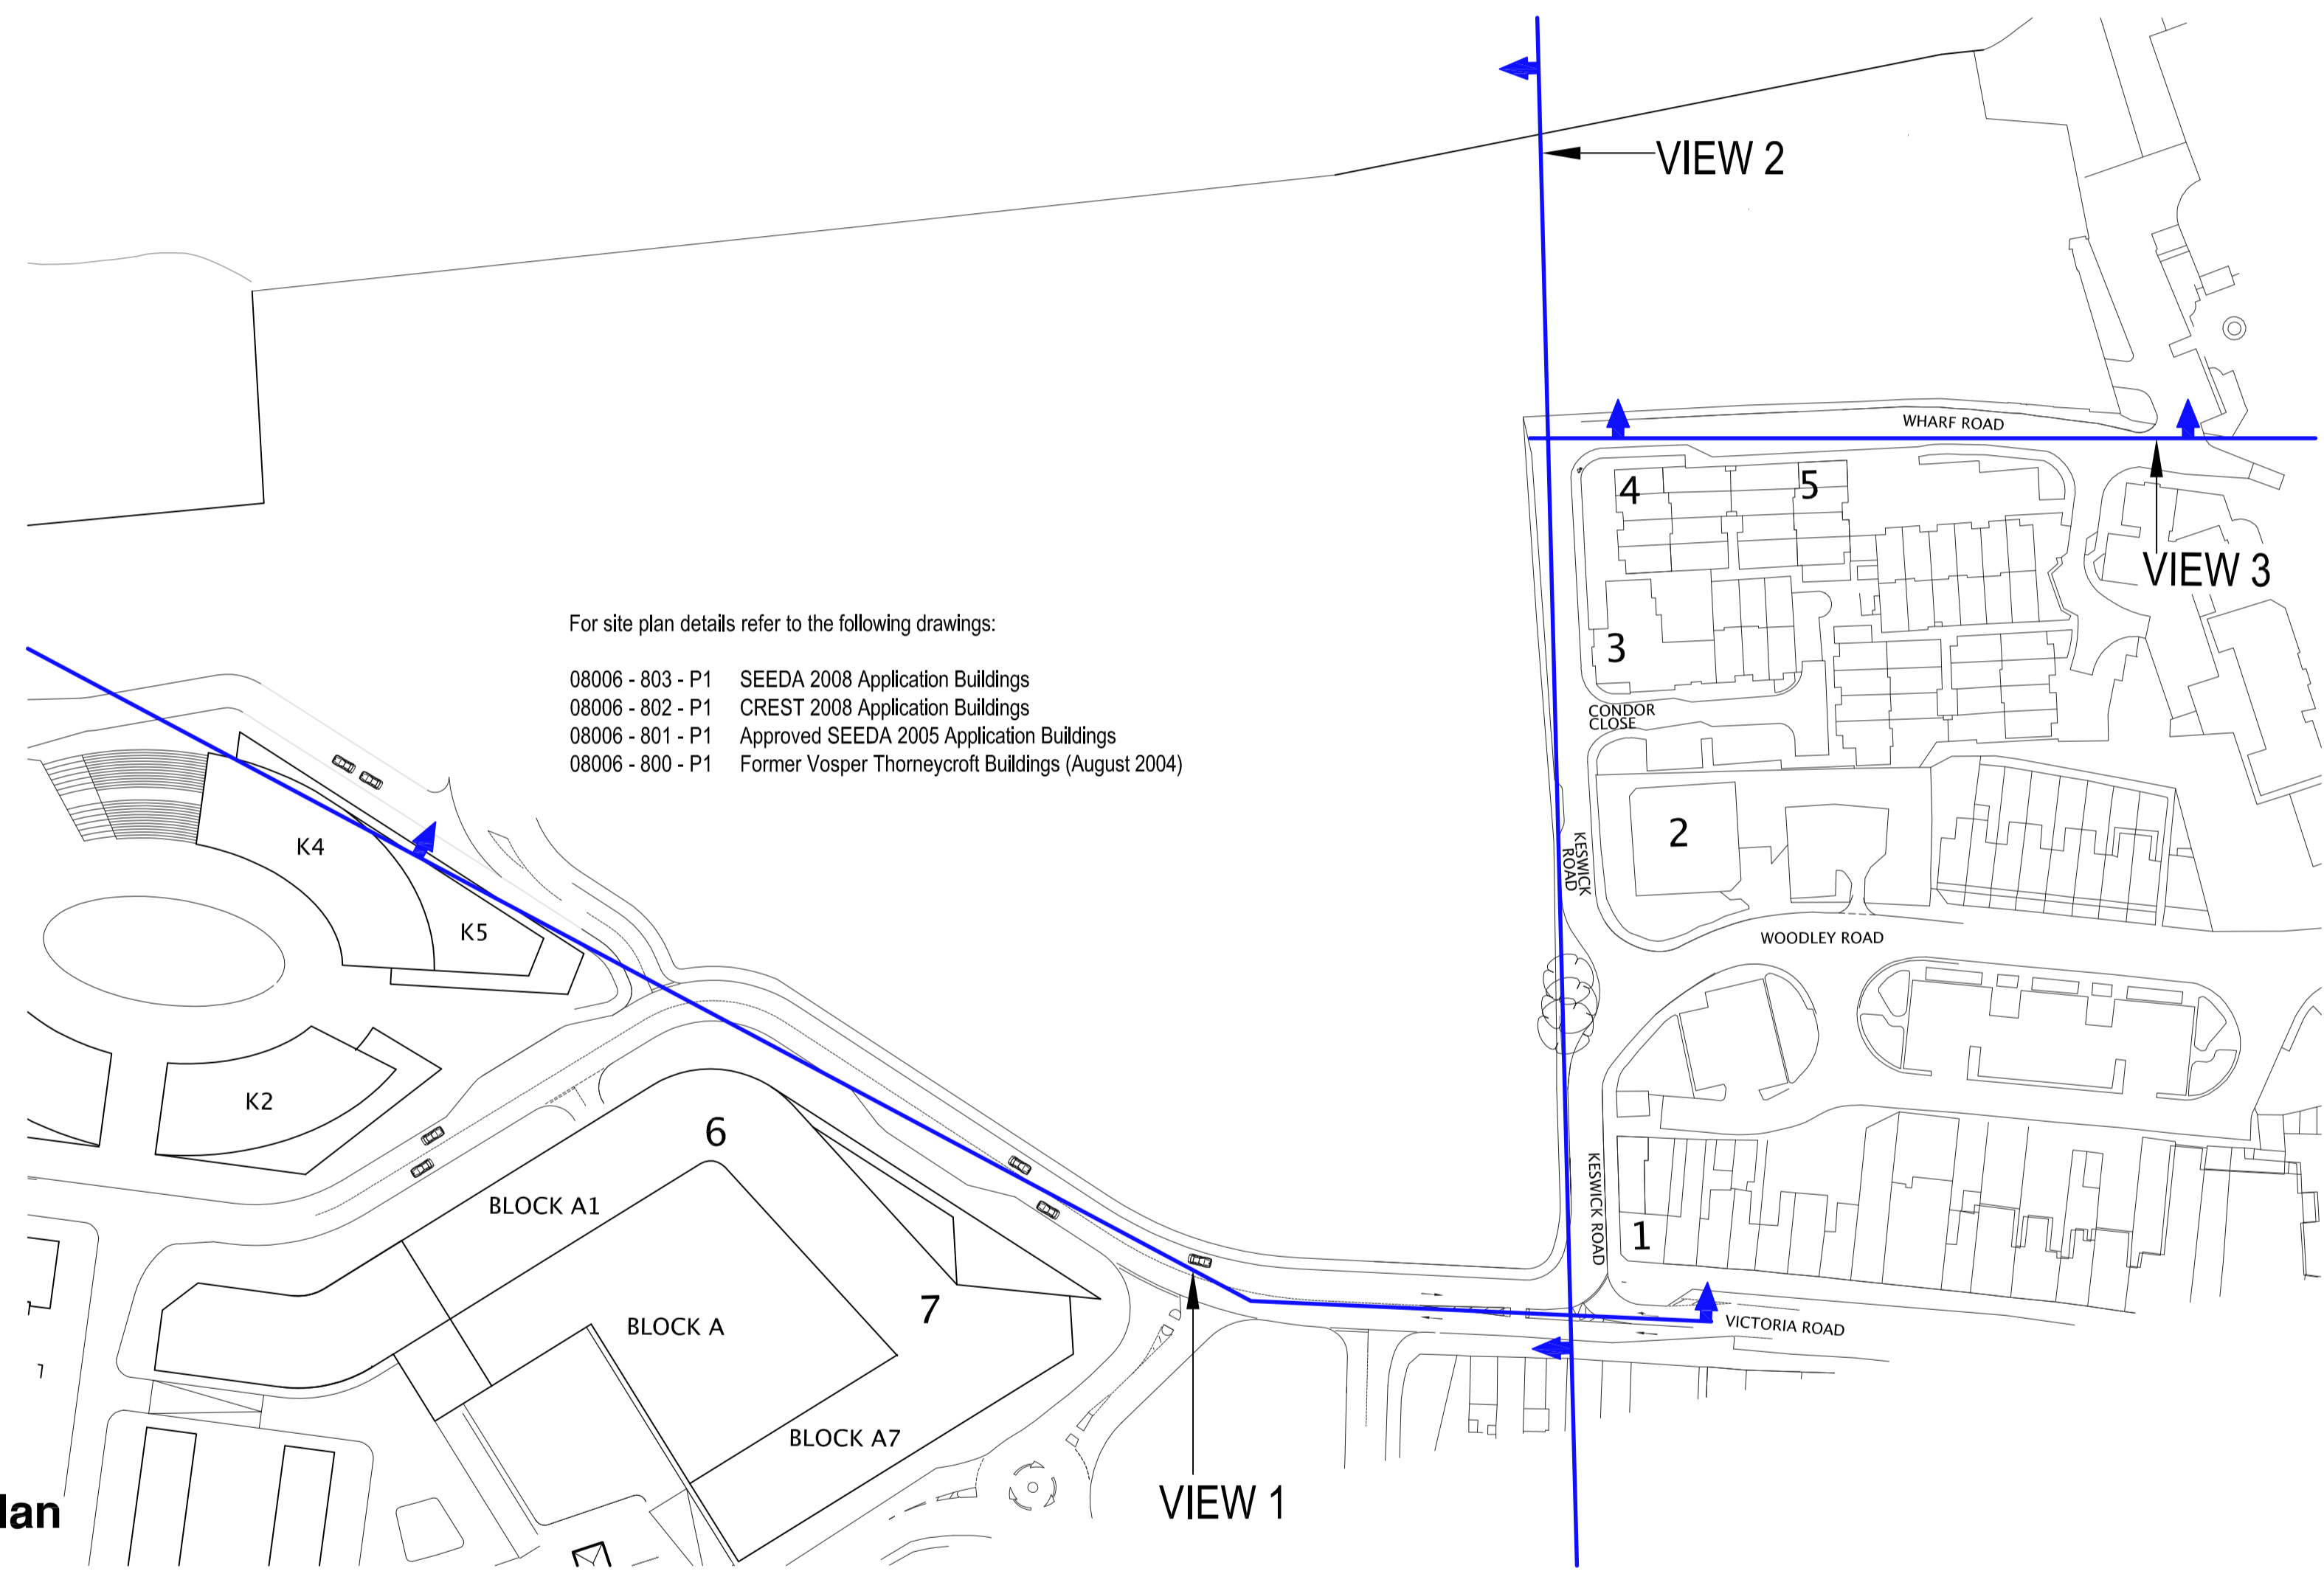 VIEW 2
WHARF ROAD
4
5
VIEW 3
For site plan details refer to the following drawings:
08006 - 803 - P1 SEEDA 2008 Application Buildings
08006 - 802 - P1 CREST 2008 Application Buildings
08006 - 801 - P1 Approved SEEDA 2005 Application Buildings
08006 - 800 - P1 Former Vosper Thorneycroft Buildings (August 2004)
3
CONDOR
CLOSE
2
KESWICK
ROAD
K4
K5
WOODLEY ROAD
K2
6
BLOCK A1
KESWICK ROAD
1
7
BLOCK A
VICTORIA ROAD
BLOCK A7
VIEW 1
lan